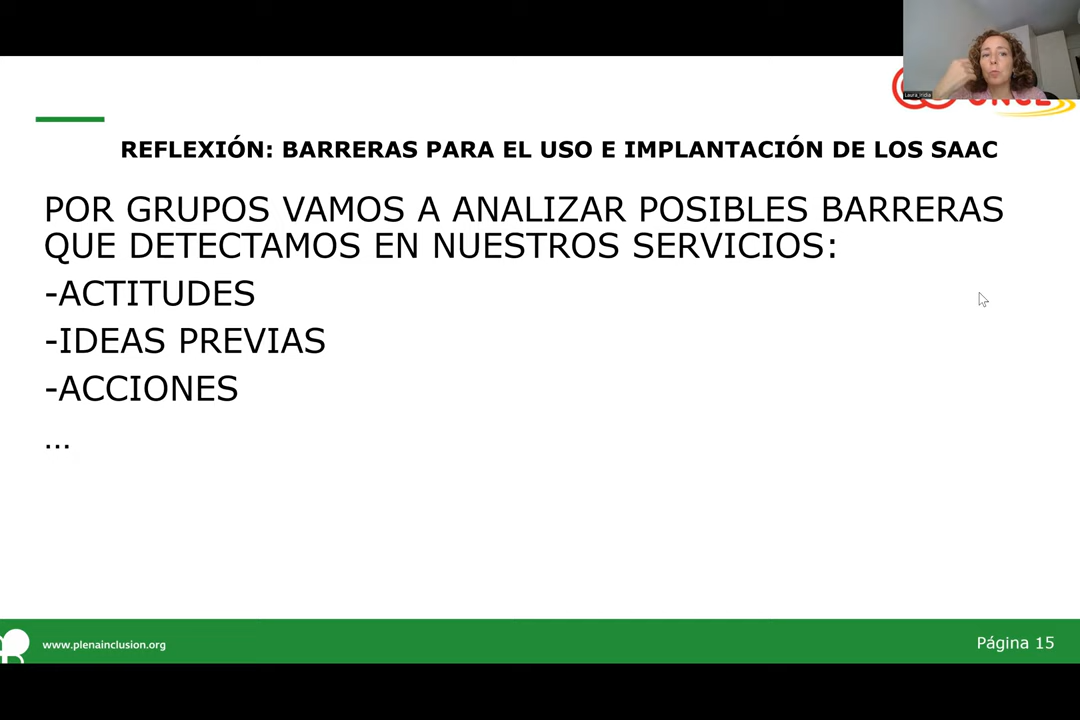 Laura_Iridia
REFLEXIÓN: BARRERAS PARA EL USO E IMPLANTACIÓN DE LOS SAAC
POR GRUPOS VAMOS A ANALIZAR POSIBLES BARRERAS
QUE DETECTAMOS EN NUESTROS SERVICIOS:
-ACTITUDES
-IDEAS PREVIAS
-ACCIONES
...
www.plenainclusion.org
Página 15